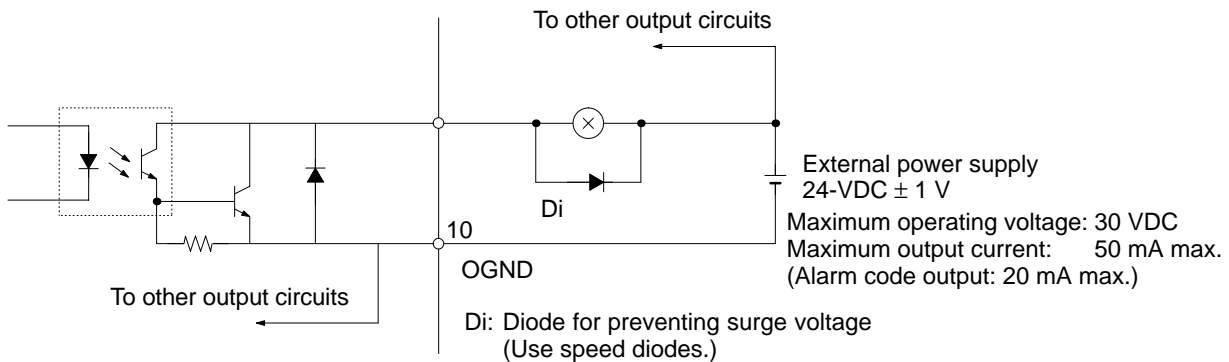 To other output circuits
External power supply
24-VDC ± 1 V
Di
Maximum operating voltage: 30 VDC
10
Maximum output current: 50 mA max.
OGND
(Alarm code output: 20 mA max.)
To other output circuits
Di: Diode for preventing surge voltage
(Use speed diodes.)